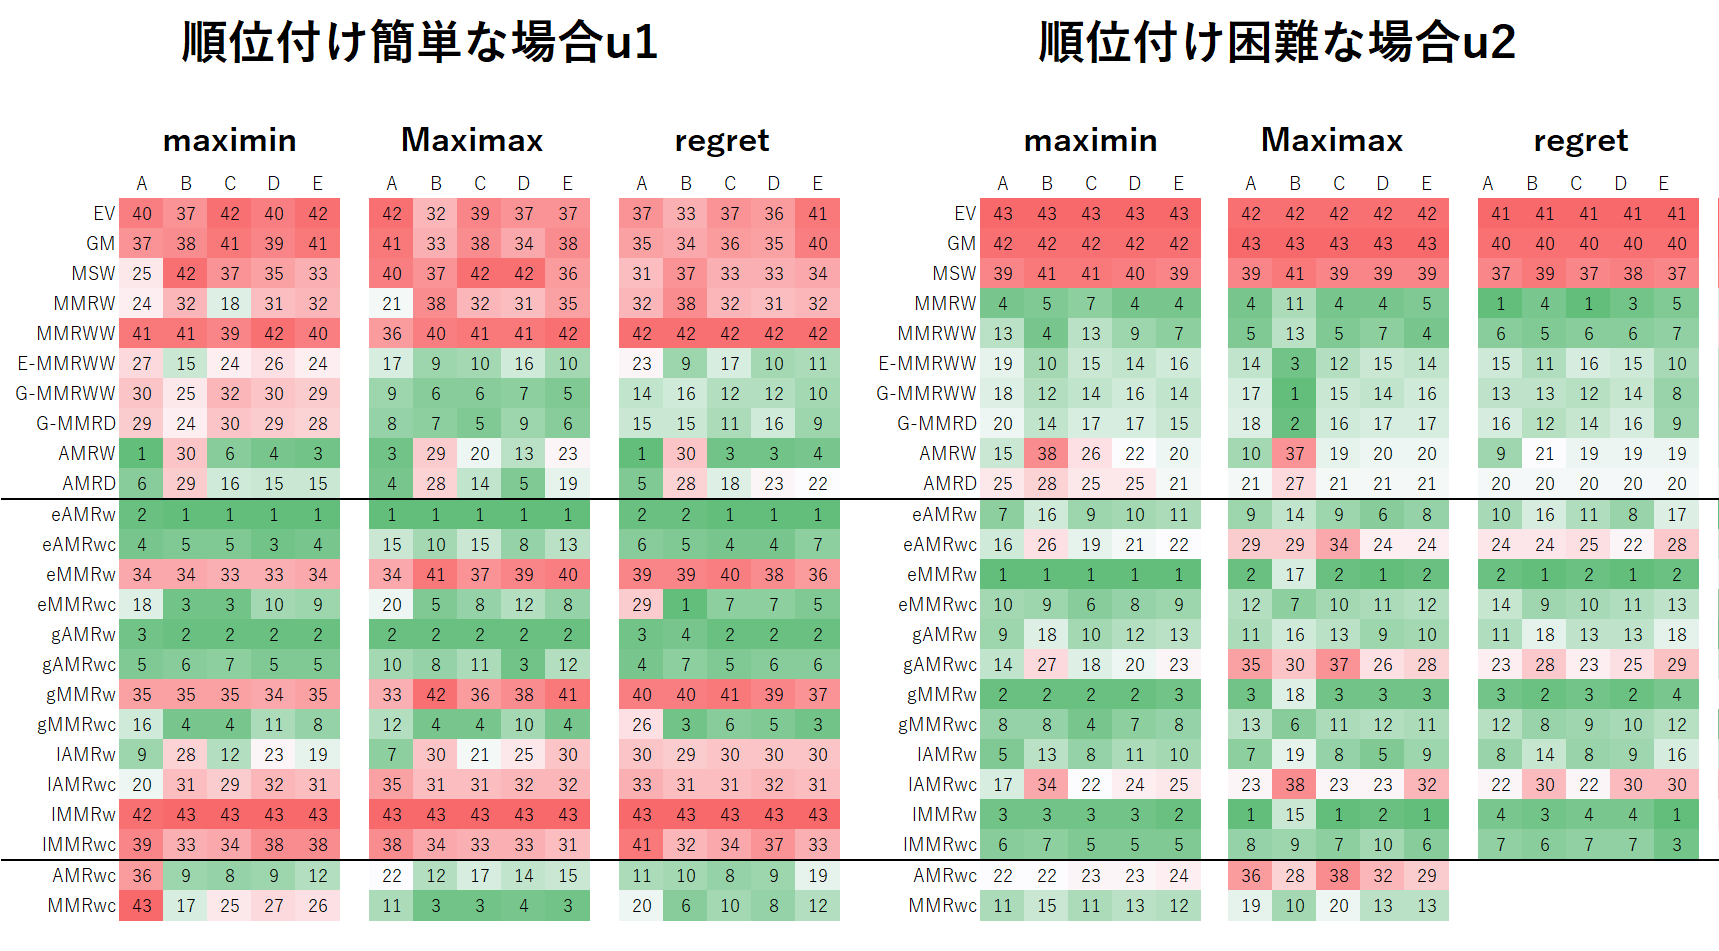 順位付け簡単な場合u1 順位付け困難な場合u2
maximin Maximax regret maximin Maximax regret
A B C D E A B C D E A B C D E A B C D E A B C D E A B C D E
EV 40 37 42 40 42 42 32 39 37 37 37 33 37 36 41 EV 43 43 43 43 43 42 42 42 42 42 41 41 41 41 41
GM 37 38 41 39 41 41 33 38 34 38 35 34 36 35 40 GM 42 42 42 42 42 43 43 43 43 43 40 40 40 40 40
MSW 25 42 37 35 33 40 37 42 42 36 31 37 33 33 34 MSW 39 41 41 40 39 39 41 39 39 39 37 39 37 38 37
MMRW 24 32 18 31 32 21 38 32 31 35 32 38 32 31 32 MMRW 4 5 7 4 4 4 11 4 4 5 1 4 1 3 5
MMRWW 41 41 39 42 40 36 40 41 41 42 42 42 42 42 42 MMRWW 13 4 13 9 7 5 13 5 7 4 6 5 6 6 7
E-MMRWW 27 15 24 26 24 17 9 10 16 10 23 9 17 10 11 E-MMRWW 19 10 15 14 16 14 3 12 15 14 15 11 16 15 10
G-MMRWW 30 25 32 30 29 9 6 6 7 5 14 16 12 12 10 G-MMRWW 18 12 14 16 14 17 1 15 14 16 13 13 12 14 8
G-MMRD 29 24 30 29 28 8 7 5 9 6 15 15 11 16 9 G-MMRD 20 14 17 17 15 18 2 16 17 17 16 12 14 16 9
AMRW 1 30 6 4 3 3 29 20 13 23 1 30 3 3 4 AMRW 15 38 26 22 20 10 37 19 20 20 9 21 19 19 19
AMRD 6 29 16 15 15 4 28 14 5 19 5 28 18 23 22 AMRD 25 28 25 25 21 21 27 21 21 21 20 20 20 20 20
eAMRw 2 1 1 1 1 1 1 1 1 1 2 2 1 1 1 eAMRw 7 16 9 10 11 9 14 9 6 8 10 16 11 8 17
eAMRwc 4 5 5 3 4 15 10 15 8 13 6 5 4 4 7 eAMRwc 16 26 19 21 22 29 29 34 24 24 24 24 25 22 28
eMMRw 34 34 33 33 34 34 41 37 39 40 39 39 40 38 36 eMMRw 1 1 1 1 1 2 17 2 1 2 2 1 2 1 2
eMMRwc 18 3 3 10 9 20 5 8 12 8 29 1 7 7 5 eMMRwc 10 9 6 8 9 12 7 10 11 12 14 9 10 11 13
gAMRw 3 2 2 2 2 2 2 2 2 2 3 4 2 2 2 gAMRw 9 18 10 12 13 11 16 13 9 10 11 18 13 13 18
gAMRwc 5 6 7 5 5 10 8 11 3 12 4 7 5 6 6 gAMRwc 14 27 18 20 23 35 30 37 26 28 23 28 23 25 29
gMMRw 35 35 35 34 35 33 42 36 38 41 40 40 41 39 37 gMMRw 2 2 2 2 3 3 18 3 3 3 3 2 3 2 4
gMMRwc 16 4 4 11 8 12 4 4 10 4 26 3 6 5 3 gMMRwc 8 8 4 7 8 13 6 11 12 11 12 8 9 10 12
lAMRw 9 28 12 23 19 7 30 21 25 30 30 29 30 30 30 lAMRw 5 13 8 11 10 7 19 8 5 9 8 14 8 9 16
lAMRwc 20 31 29 32 31 35 31 31 32 32 33 31 31 32 31 lAMRwc 17 34 22 24 25 23 38 23 23 32 22 30 22 30 30
lMMRw 42 43 43 43 43 43 43 43 43 43 43 43 43 43 43 lMMRw 3 3 3 3 2 1 15 1 2 1 4 3 4 4 1
lMMRwc 39 33 34 38 38 38 34 33 33 31 41 32 34 37 33 lMMRwc 6 7 5 5 5 8 9 7 10 6 7 6 7 7 3
AMRwc 36 9 8 9 12 22 12 17 14 15 11 10 8 9 19 AMRwc 22 22 23 23 24 36 28 38 32 29
MMRwc 43 17 25 27 26 11 3 3 4 3 20 6 10 8 12 MMRwc 11 15 11 13 12 19 10 20 13 13